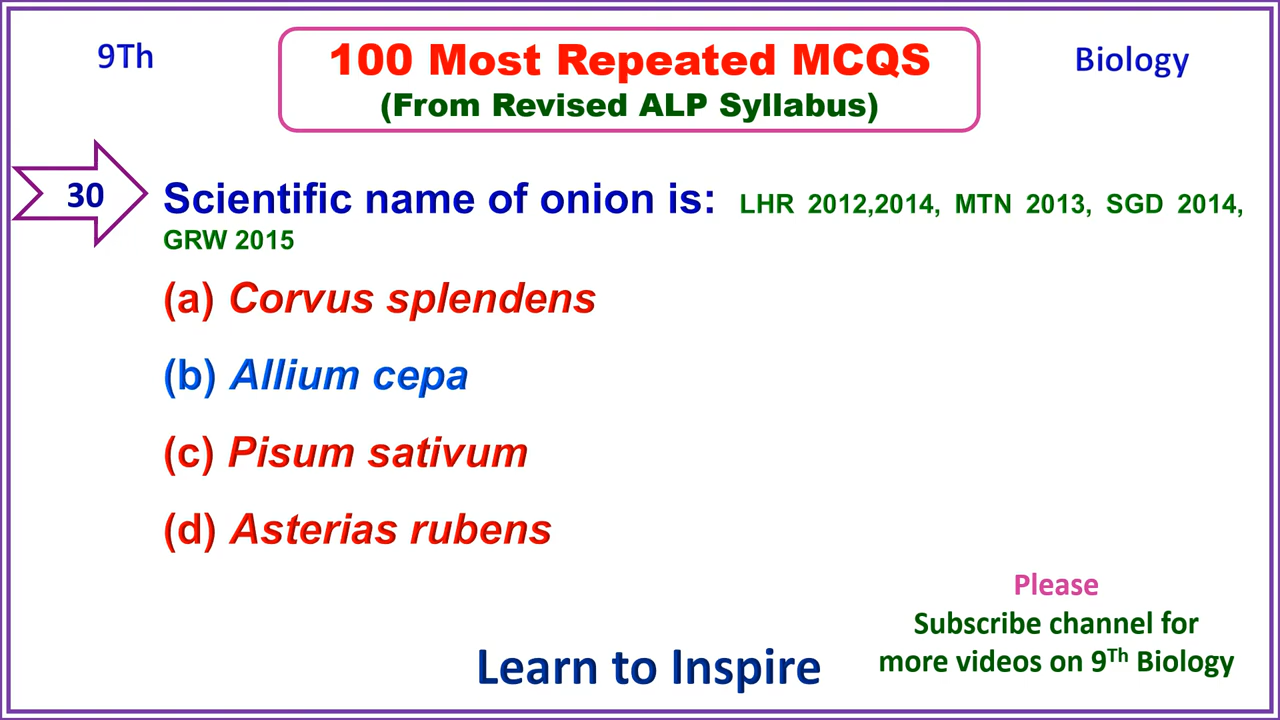 9Th
100 Most Repeated MCQS
Biology
(From Revised ALP Syllabus)
30
Scientific name of onion is: LHR 2012,2014, MTN 2013, SGD 2014,
GRW 2015
(a) Corvus splendens
(b) Allium cepa
(c) Pisum sativum
(d) Asterias rubens
Please
Subscribe channel for
more videos on 9Th Biology
Learn to Inspire